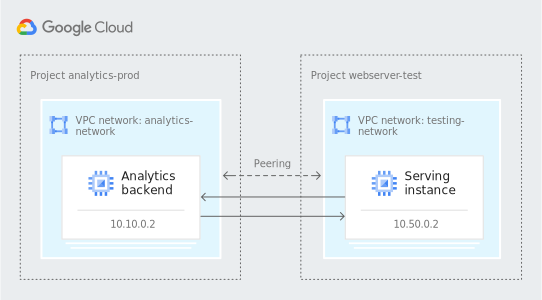 Google Cloud
Project analytics-prod
VPC network: analytics-
network
Analytics
backend
10.10.0.2
Peering
Project webserver-test
VPC network: testing-
network
Serving
instance
10.50.0.2